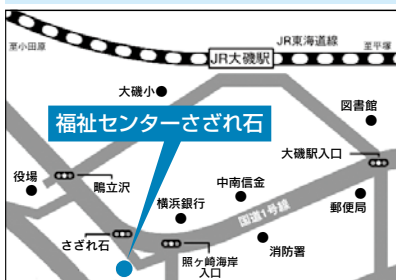 JR東海道線
至小田原
至平塚
JR大磯駅
大磯小
図書館
福祉センターさざれ石
大磯駅入口
役場
鴫立沢
中南信金
横浜銀行
国道1号線
郵便局
さざれ石
照ヶ崎海岸
入口
消防署